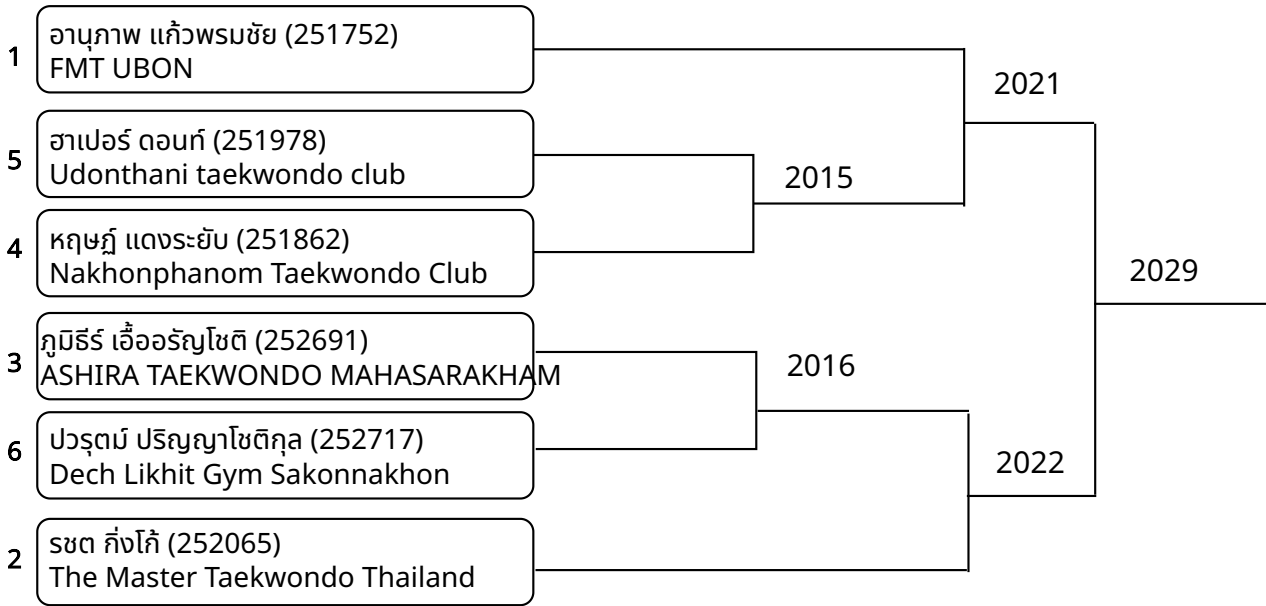 1
อานุภาพ แก้วพรมชัย (251752)
FMT UBON
2021
5
ฮาเปอร์ ดอนท์ (251978)
Udonthani taekwondo club
2015
4
หฤษฎ์ แดงระยับ (251862)
Nakhonphanom Taekwondo Club
2029
3
ภูมิธีร์ เอื้ออรัญโชติ (252691)
ASHIRA TAEKWONDO MAHASARAKHAM
2016
6
ปวรุตม์ ปริญญาโชติกุล (252717)
Dech Likhit Gym Sakonnakhon
2022
2
รชต กิ่งโก้ (252065)
The Master Taekwondo Thailand